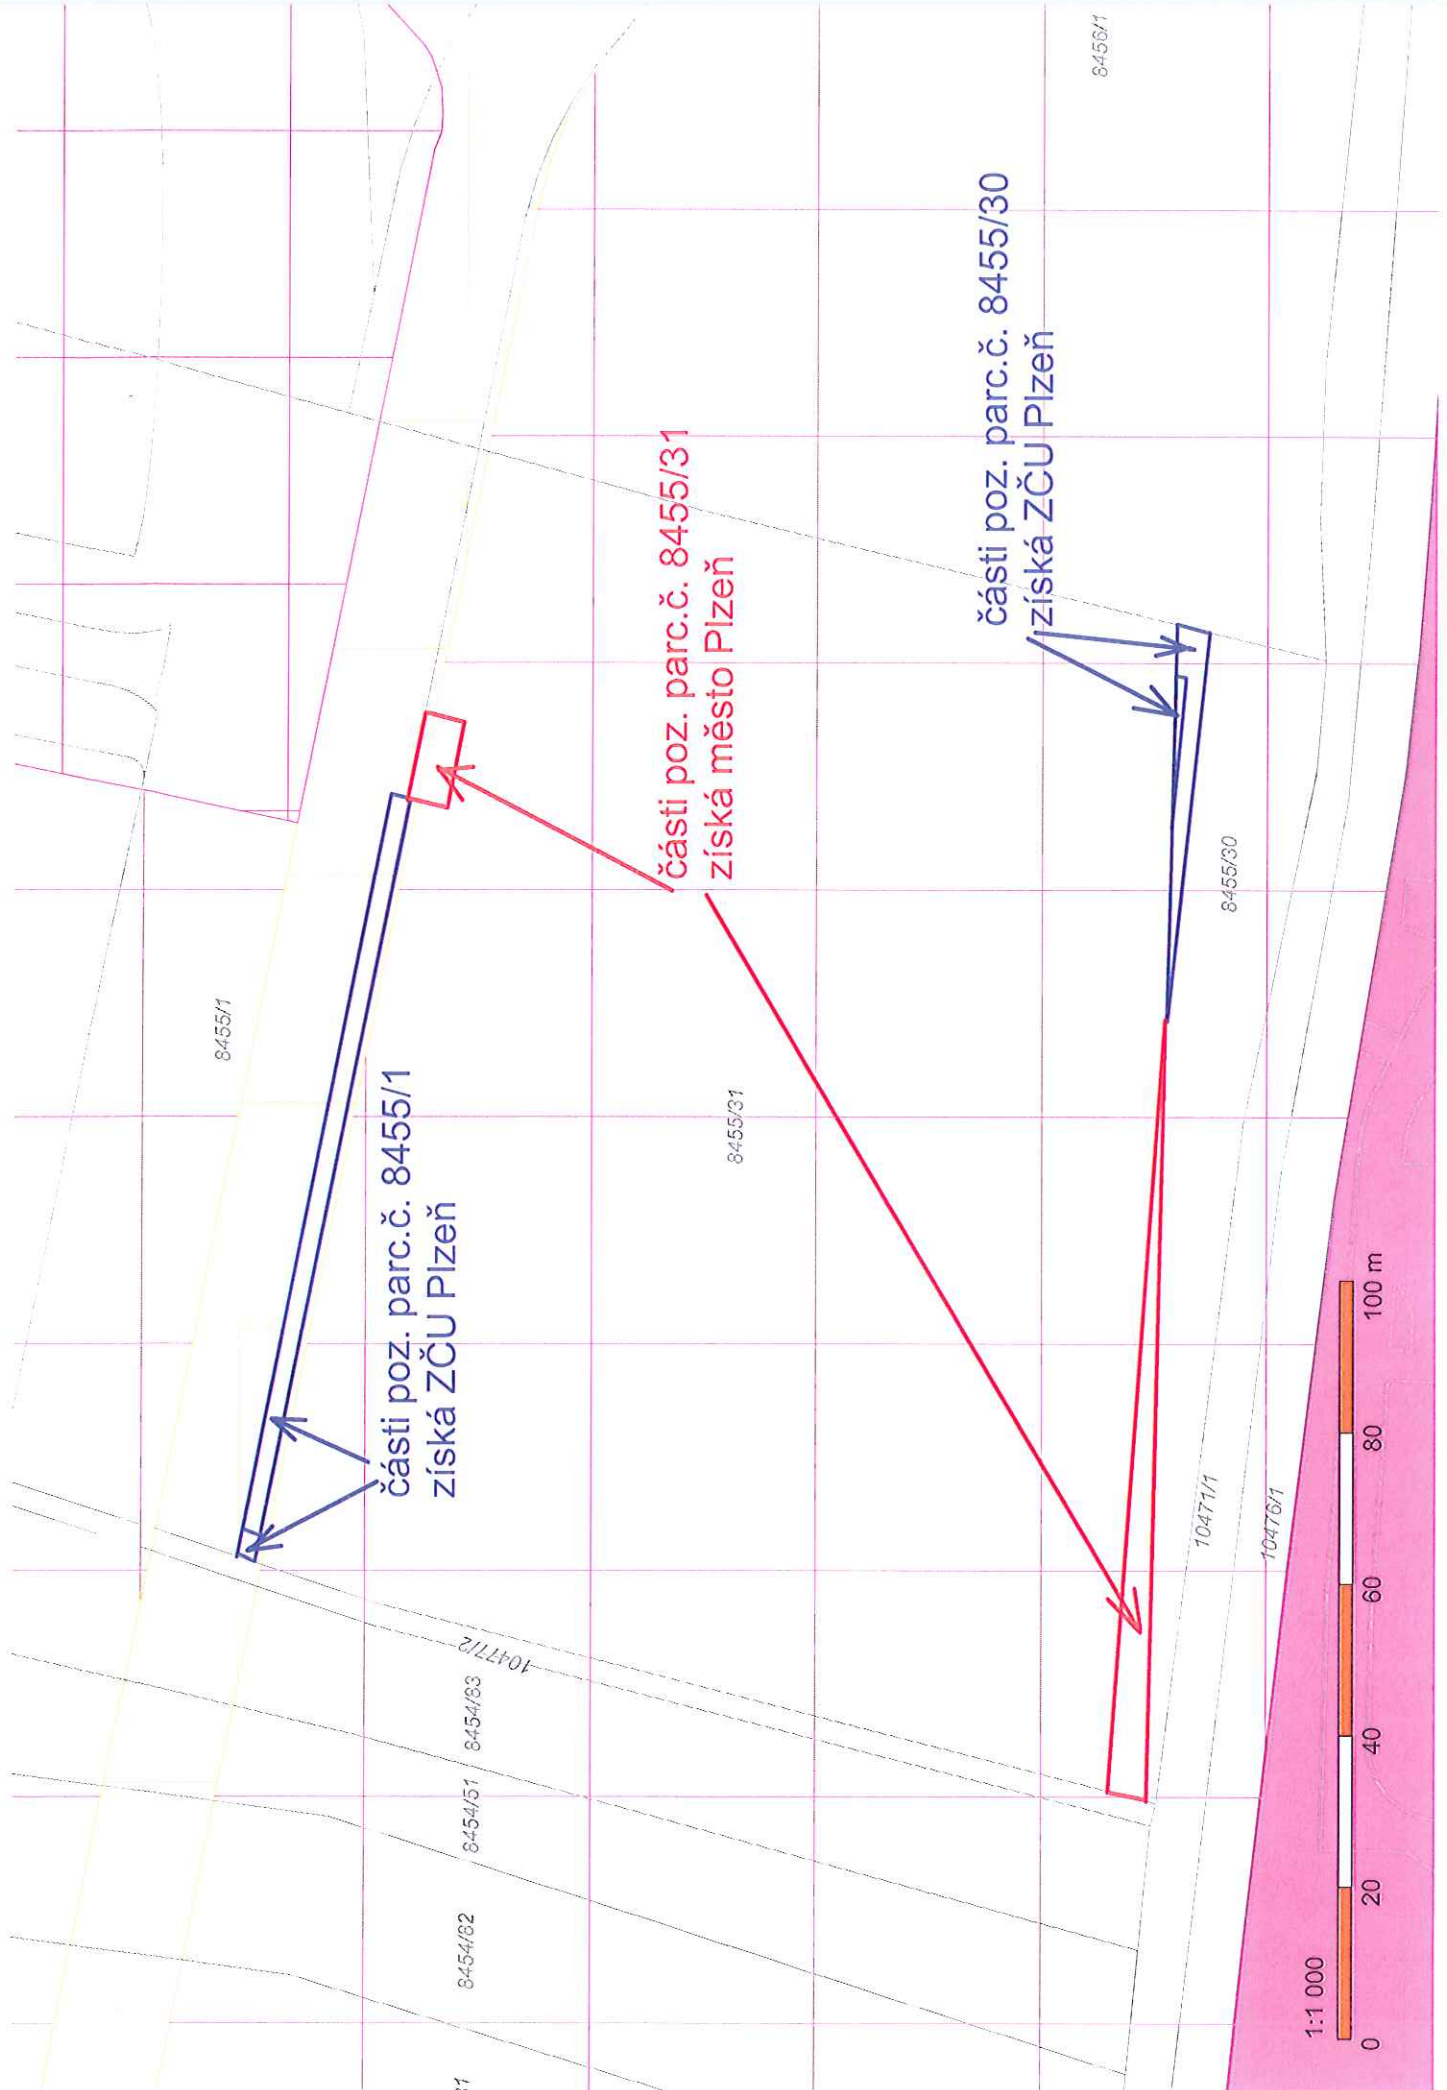 8456/1
části poz. parc.č. 8455/30
získá ZČU Plzeň
části poz. parc.č. 8455/31
získá město Plzeň
8455/30
8455/1
8455/31
části poz. parc.č. 8455/1
získá ZČU Plzeň
10471/1
10476/1
10477/2
8454/83
8454/51
8454/82
1:1 000
0
20
40
60
80
100 m